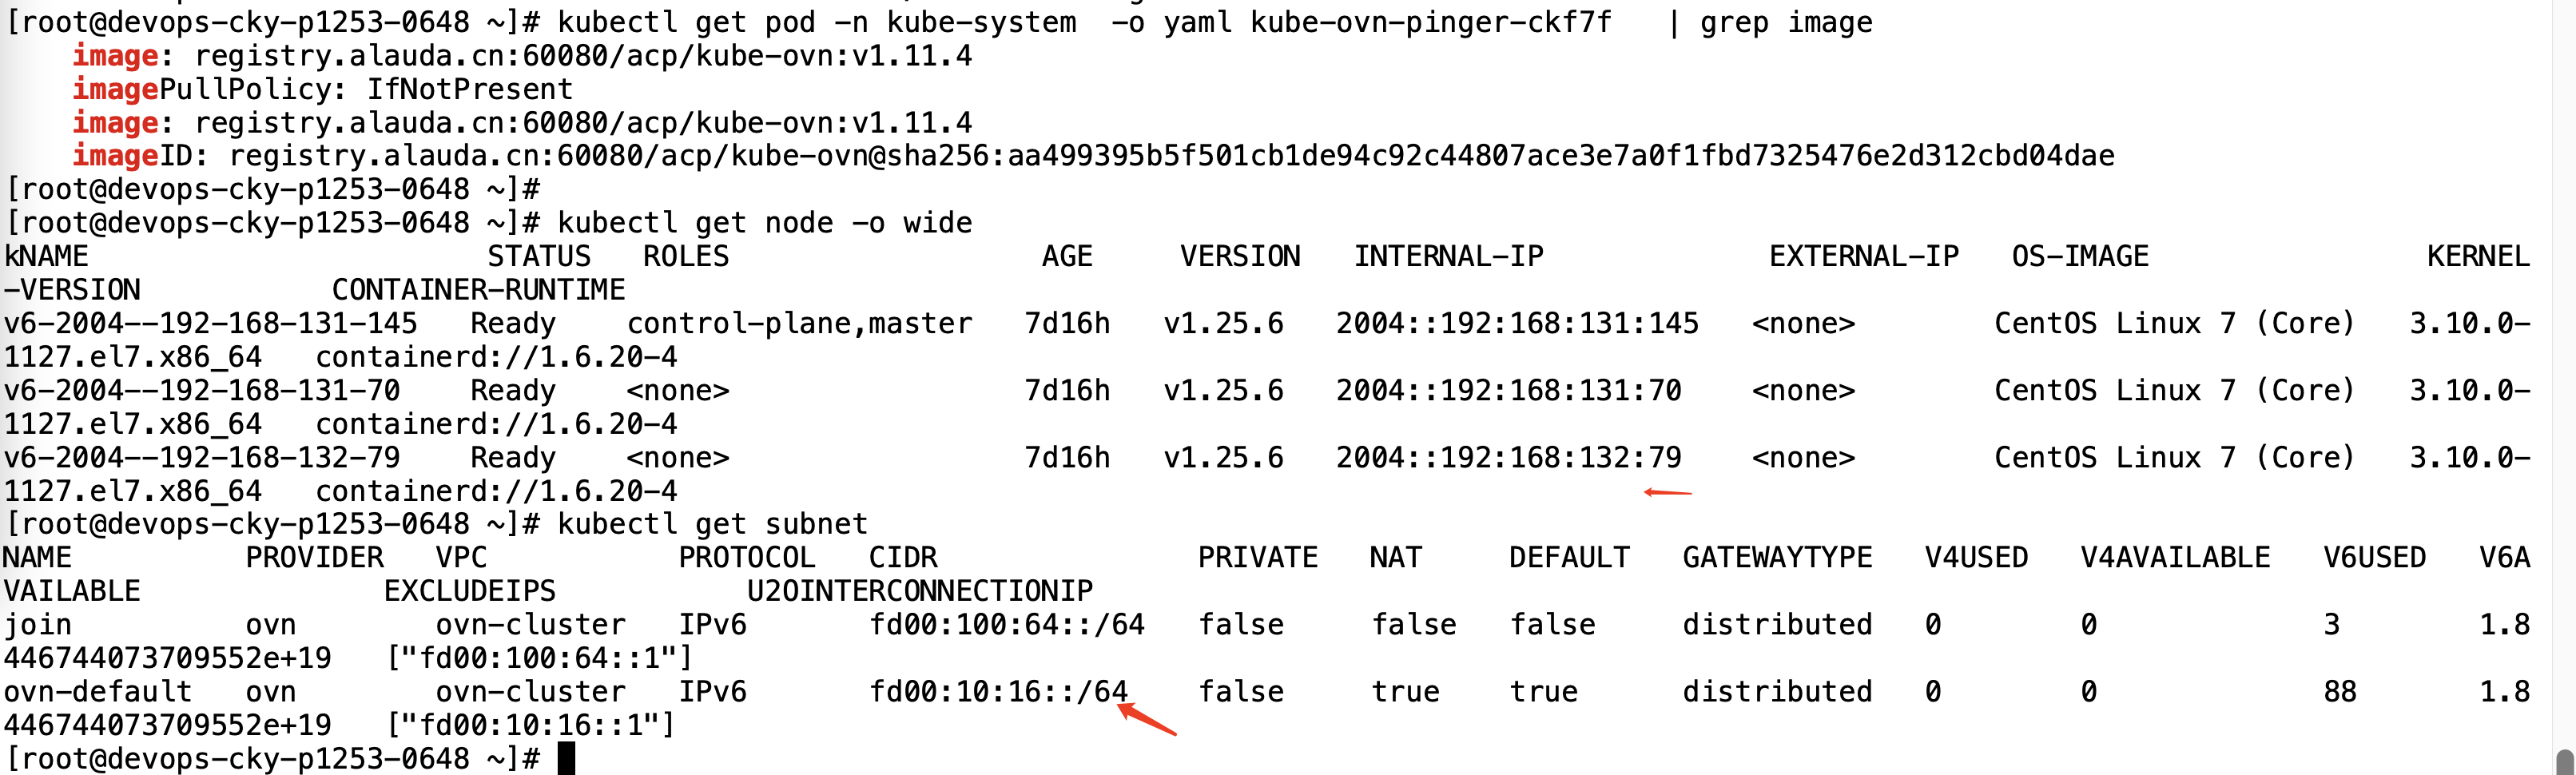 [root@devops-cky-p1253-0648 ~]# kubectl get pod -n kube-system  -o yaml kube-ovn-pinger-ckf7f   | grep image
    image: registry.alauda.cn:60080/acp/kube-ovn:v1.11.4
    imagePullPolicy: IfNotPresent
    image: registry.alauda.cn:60080/acp/kube-ovn:v1.11.4
    imageID: registry.alauda.cn:60080/acp/kube-ovn@sha256:aa499395b5f501cb1de94c92c44807ace3e7a0f1fbd7325476e2d312cbd04dae
[root@devops-cky-p1253-0648 ~]#
[root@devops-cky-p1253-0648 ~]# kubectl get node -o wide
kNAME                       STATUS   ROLES                  AGE     VERSION   INTERNAL-IP             EXTERNAL-IP   OS-IMAGE                KERNEL
-VERSION           CONTAINER-RUNTIME
v6-2004--192-168-131-145   Ready    control-plane,master   7d16h   v1.25.6   2004::192:168:131:145   <none>        CentOS Linux 7 (Core)   3.10.0-
1127.el7.x86_64   containerd://1.6.20-4
v6-2004--192-168-131-70    Ready    <none>                 7d16h   v1.25.6   2004::192:168:131:70    <none>        CentOS Linux 7 (Core)   3.10.0-
1127.el7.x86_64   containerd://1.6.20-4
v6-2004--192-168-132-79    Ready    <none>                 7d16h   v1.25.6   2004::192:168:132:79    <none>        CentOS Linux 7 (Core)   3.10.0-
1127.el7.x86_64   containerd://1.6.20-4
[root@devops-cky-p1253-0648 ~]# kubectl get subnet
NAME          PROVIDER   VPC           PROTOCOL   CIDR               PRIVATE   NAT     DEFAULT   GATEWAYTYPE   V4USED   V4AVAILABLE   V6USED   V6A
VAILABLE              EXCLUDEIPS           U2OINTERCONNECTIONIP
join          ovn        ovn-cluster   IPv6       fd00:100:64::/64   false     false   false     distributed   0        0             3        1.8
446744073709552e+19   ["fd00:100:64::1"]
ovn-default   ovn        ovn-cluster   IPv6       fd00:10:16::/64    false     true    true      distributed   0        0             88       1.8
446744073709552e+19   ["fd00:10:16::1"]
[root@devops-cky-p1253-0648 ~]#